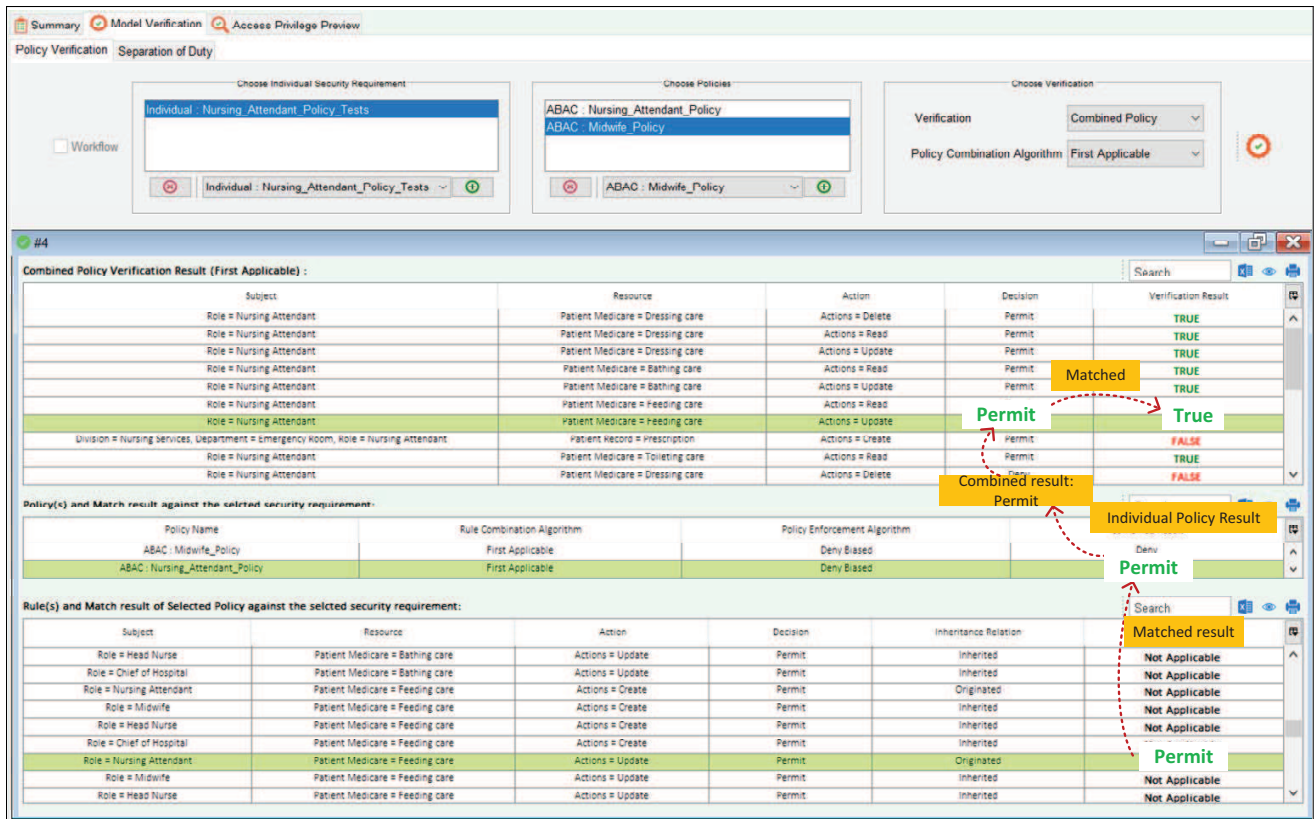 Summary Model Verification Access Privilege Preview
Policy Verification Separation of Duty
Choose Individual Security Requirement Choose Policies Choose Verification
Individual : Nursing_Attendant_Policy_Tests ABAC : Nursing_Attendant_Policy
ABAC : Midwife_Policy
Verification Combined Policy
Workflow
Policy Combination Algorithm First Applicable
Individual : Nursing_Attendant_Policy_Tests ABAC : Midwife_Policy
#4
Combined Policy Verification Result (First Applicable) : Search
Subject Resource Action Decision Verification Result
Role = Nursing Attendant Patient Medicare = Dressing care Actions = Delete Permit TRUE
Role = Nursing Attendant Patient Medicare = Dressing care Actions = Read Permit TRUE
Role = Nursing Attendant Patient Medicare = Dressing care Actions = Update Permit TRUE
Role = Nursing Attendant Patient Medicare = Bathing care Actions = Read Permit TRUE
Role = Nursing Attendant Patient Medicare = Bathing care Actions = Update Permit TRUE
Matched
Role = Nursing Attendant Patient Medicare = Feeding care Actions = Read
Role = Nursing Attendant Patient Medicare = Feeding care Actions = Update Permit True
Division = Nursing Services, Department = Emergency Room, Role = Nursing Attendant Patient Record = Prescription Actions = Create Permit FALSE
Role = Nursing Attendant Patient Medicare = Toileting care Actions = Read Permit TRUE
Role = Nursing Attendant Patient Medicare = Dressing care Actions = Delete Deny FALSE
Combined result:
Permit
Policy(s) and Match result against the selcted security requirement:
Individual Policy Result
Policy Name Rule Combination Algorithm Policy Enforcement Algorithm
ABAC : Midwife_Policy First Applicable Deny Biased Deny
ABAC : Nursing_Attendant_Policy First Applicable Deny Biased Permit
Rule(s) and Match result of Selected Policy against the selcted security requirement: Search
Subject Resource Action Decision Inheritance Relation Matched result
Role = Head Nurse Patient Medicare = Bathing care Actions = Update Permit Inherited Not Applicable
Role = Chief of Hospital Patient Medicare = Bathing care Actions = Update Permit Inherited Not Applicable
Role = Nursing Attendant Patient Medicare = Feeding care Actions = Create Permit Originated Not Applicable
Role = Midwife Patient Medicare = Feeding care Actions = Create Permit Inherited Not Applicable
Role = Head Nurse Patient Medicare = Feeding care Actions = Create Permit Inherited Not Applicable
Role = Chief of Hospital Patient Medicare = Feeding care Actions = Create Permit Inherited
Role = Nursing Attendant Patient Medicare = Feeding care Actions = Update Permit Originated Permit
Role = Midwife Patient Medicare = Feeding care Actions = Update Permit Inherited Not Applicable
Role = Head Nurse Patient Medicare = Feeding care Actions = Update Permit Inherited Not Applicable